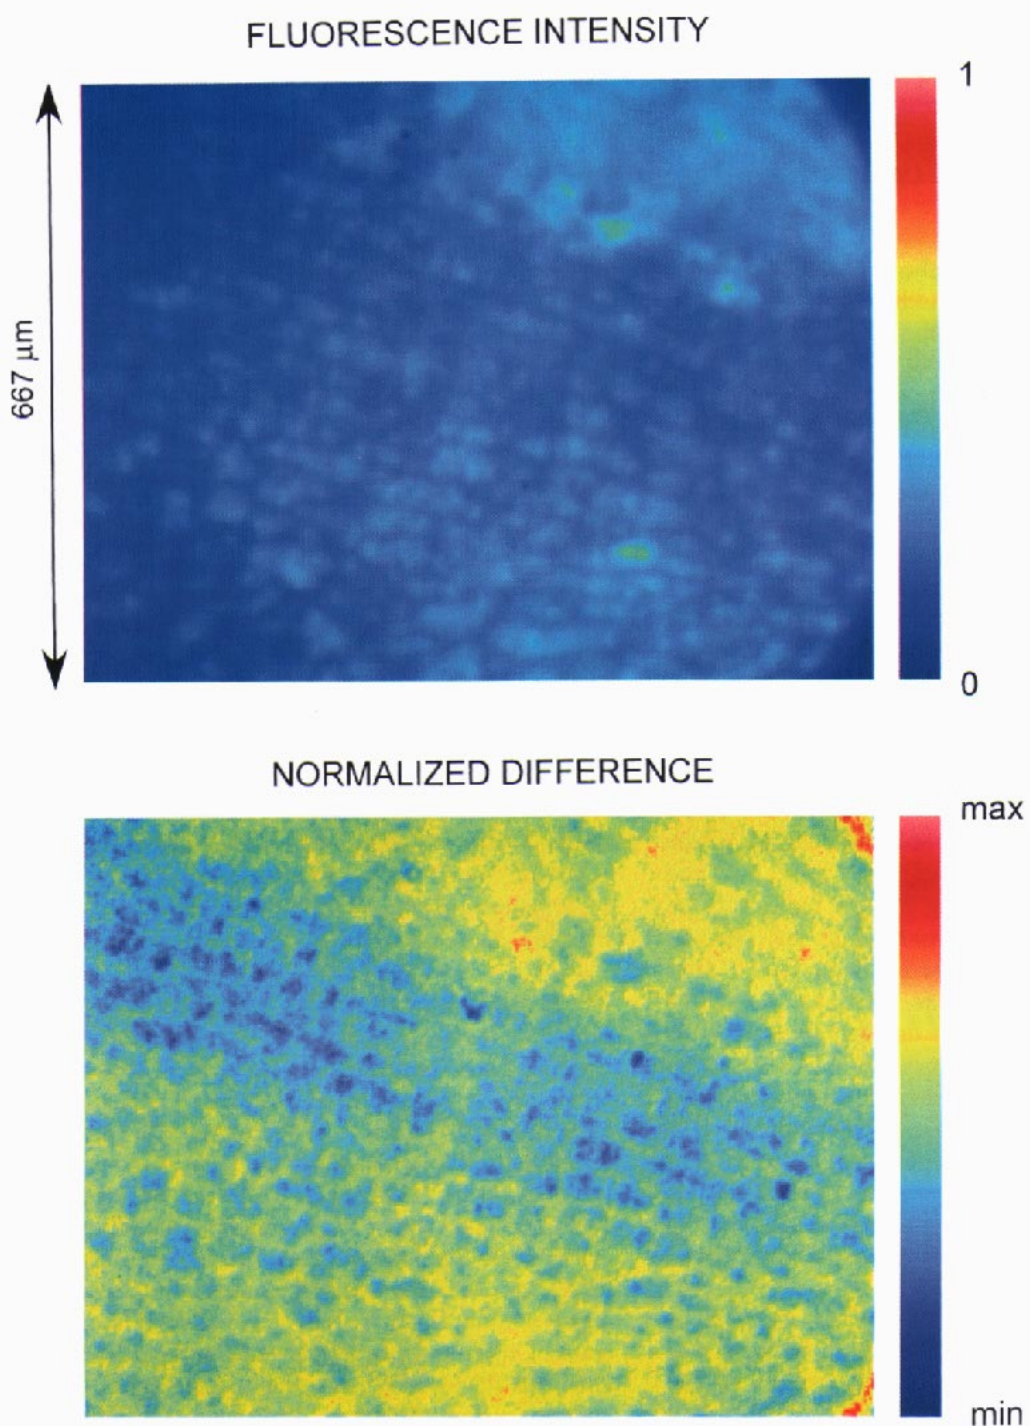 FLUORESCENCE INTENSITY
1
667 μm
0
NORMALIZED DIFFERENCE
max
min